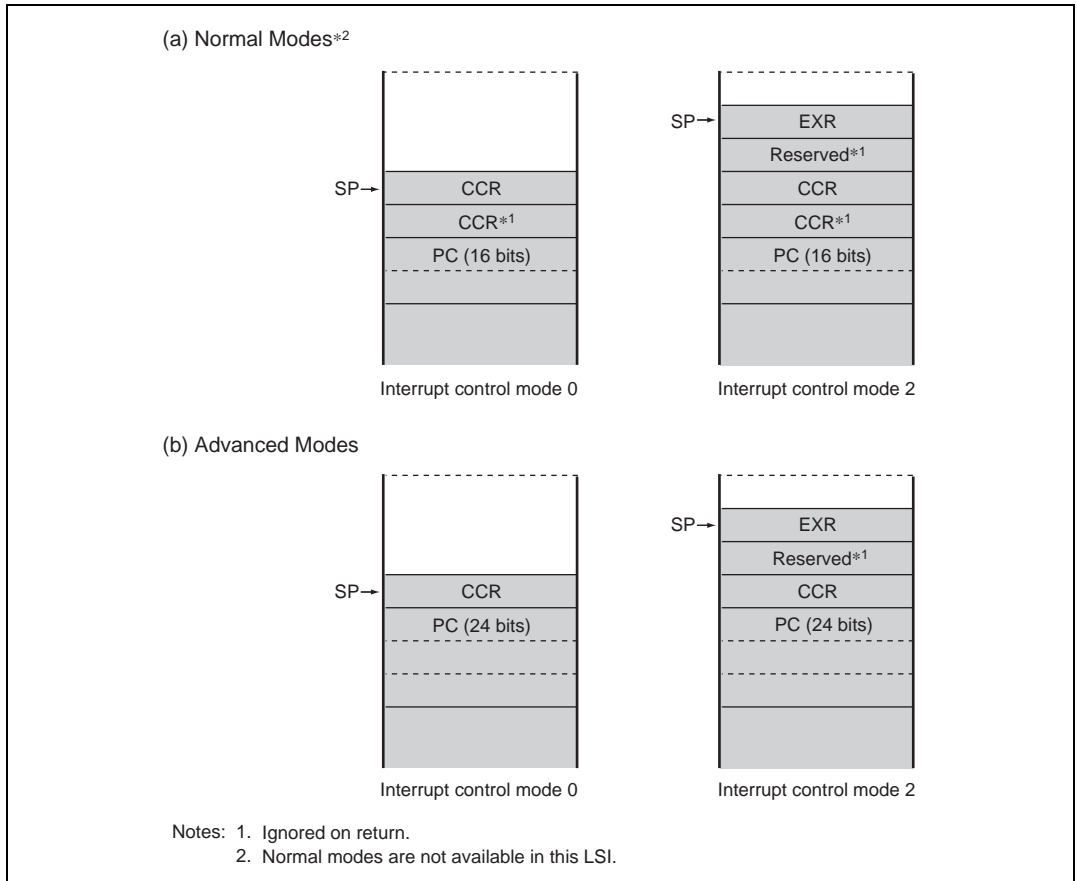 (a) Normal Modes*2
SP→ CCR
CCR*1
PC (16 bits)
Interrupt control mode 0
SP→ EXR
Reserved*1
CCR
CCR*1
PC (16 bits)
Interrupt control mode 2
(b) Advanced Modes
SP→ CCR
PC (24 bits)
Interrupt control mode 0
SP→ EXR
Reserved*1
CCR
PC (24 bits)
Interrupt control mode 2
Notes: 1. Ignored on return.
2. Normal modes are not available in this LSI.